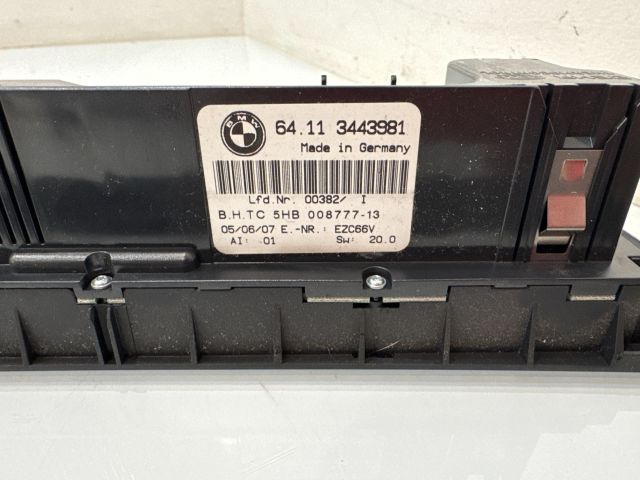 BMW
64.11 3443981
Made in Germany
Lfd.Nr. 00382/ I
B.H.TC 5HB 008777-13
05/06/07 E.-NR.: EZC66V
AI: 01 SW: 20.0